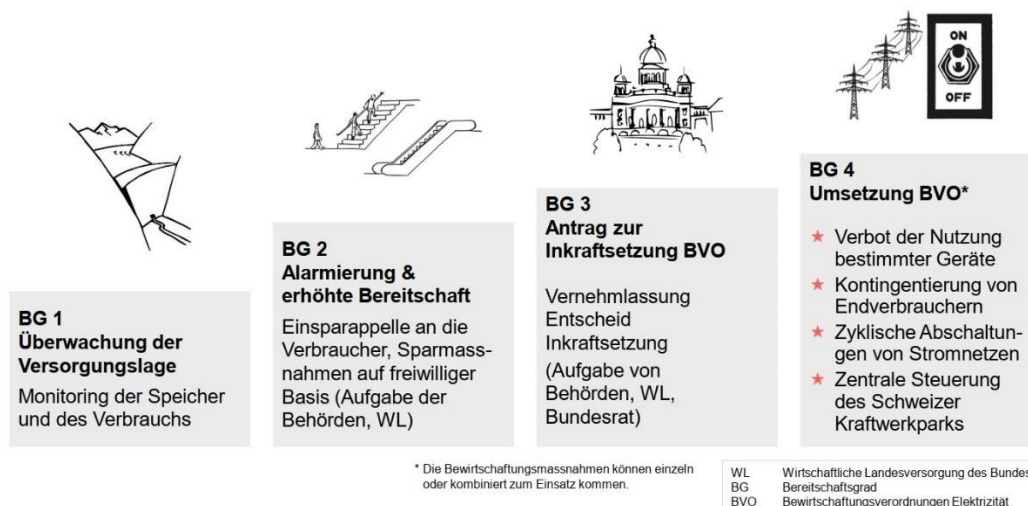 BG 1
Überwachung der
Versorgungslage
Monitoring der Speicher
und des Verbrauchs
BG 2
Alarmierung &
erhöhte Bereitschaft
Einsparappelle an die
Verbraucher, Sparmass-
nahmen auf freiwilliger
Basis (Aufgabe der
Behörden, WL)
BG 3
Antrag zur
Inkraftsetzung BVO
Vernehmlassung
Entscheid
Inkraftsetzung
(Aufgabe von
Behörden, WL,
Bundesrat)
ON
OFF
BG 4
Umsetzung BVO*
★ Verbot der Nutzung
bestimmter Geräte
★ Kontingentierung von
Endverbrauchern
★ Zyklische Abschaltun-
gen von Stromnetzen
★ Zentrale Steuerung
des Schweizer
Kraftwerkparks
* Die Bewirtschaftungsmassnahmen können einzeln
oder kombiniert zum Einsatz kommen.
WL Wirtschaftliche Landesversorgung des Bundes
BG Bereitschaftsgrad
BVO Bewirtschaftungsverordnungen Elektrizität